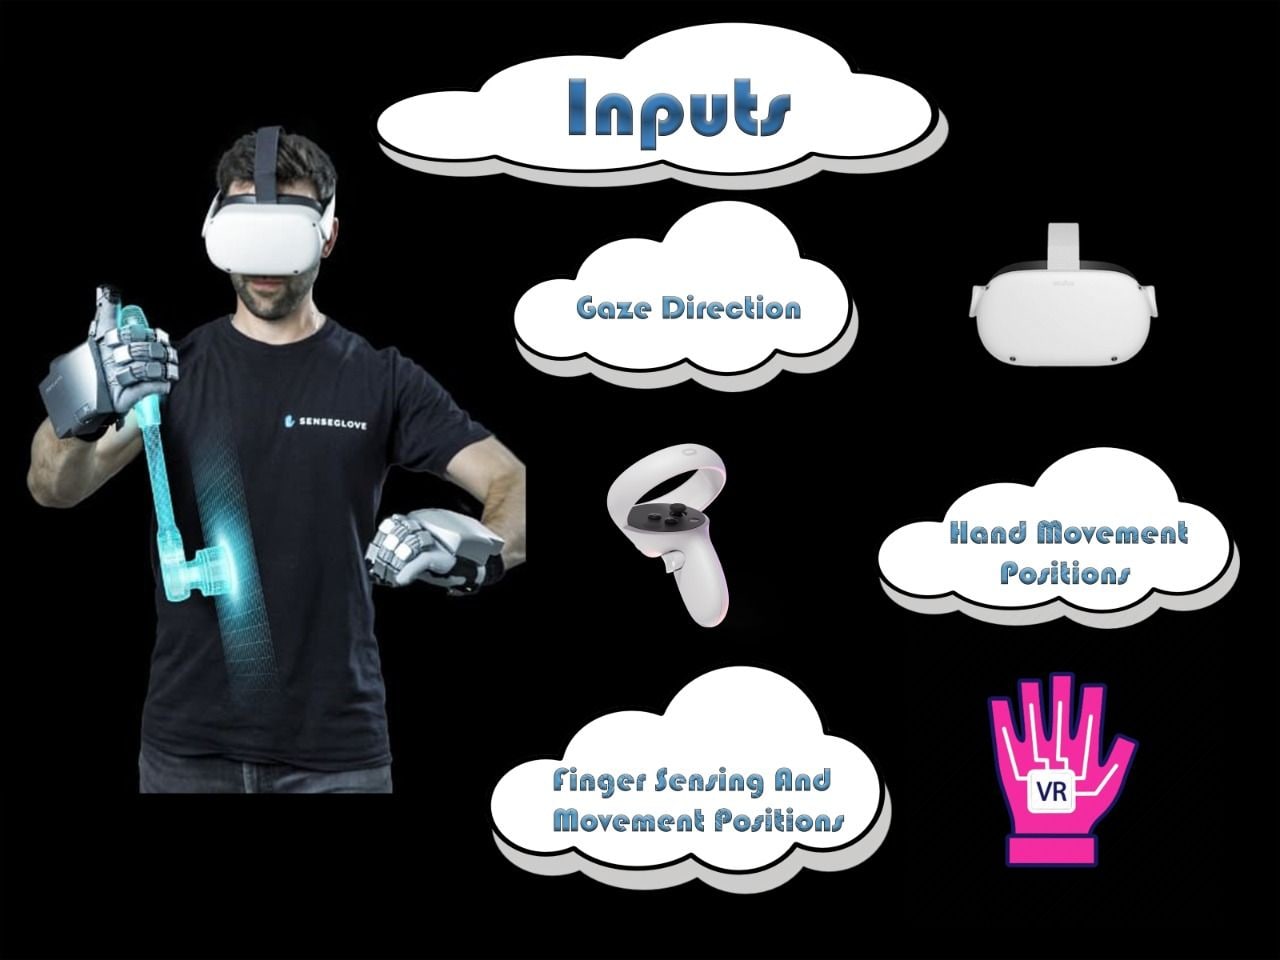 Inputs
Gaze Direction
SENSEGLOVE
Hand Movement
Positions
Finger Sensing And
Movement Positions
VR